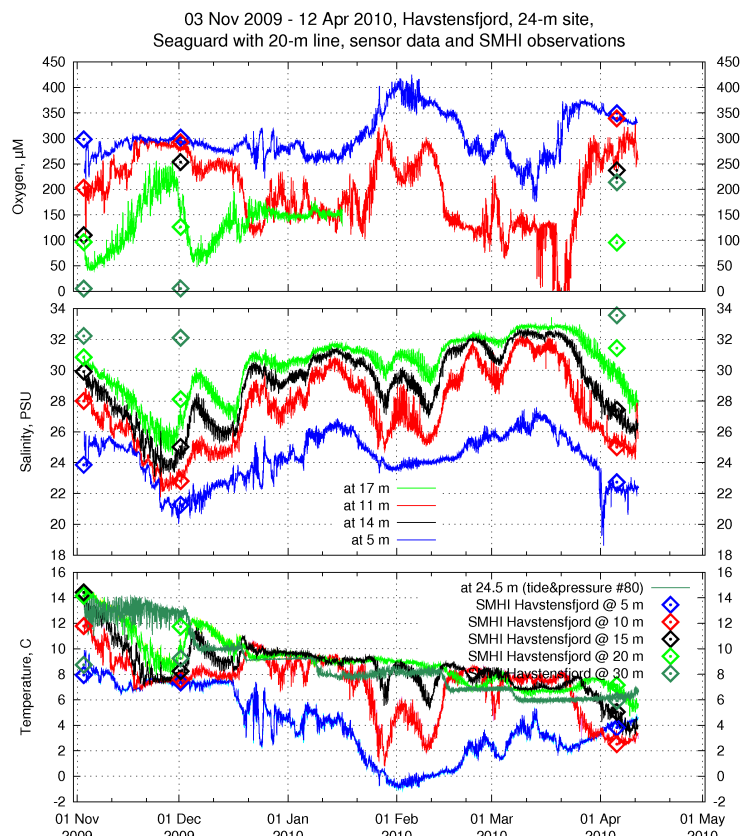 03 Nov 2009 - 12 Apr 2010, Havstensfjord, 24-m site,
Seaguard with 20-m line, sensor data and SMHI observations
450 450
400 400
350 350
300 300
250 250
200 200
150 150
100 100
50 50
0 0
Oxygen, µM
34 34
32 32
30 30
28 28
26 26
24 24
22 22
20 20
18 18
Salinity, PSU
at 17 m
at 11 m
at 14 m
at 5 m
16 16
14 14
12 12
10 10
8 8
6 6
4 4
2 2
0 0
-2 -2
Temperature, C
at 24.5 m (tide&pressure #80)
SMHI Havstensfjord @ 5 m
SMHI Havstensfjord @ 10 m
SMHI Havstensfjord @ 15 m
SMHI Havstensfjord @ 20 m
Havstensfjord @ 30 m
01 Nov 01 Dec 01 Jan 01 Feb 01 Mar 01 Apr 01 May
2009 2009 2010 2010 2010 2010 2010